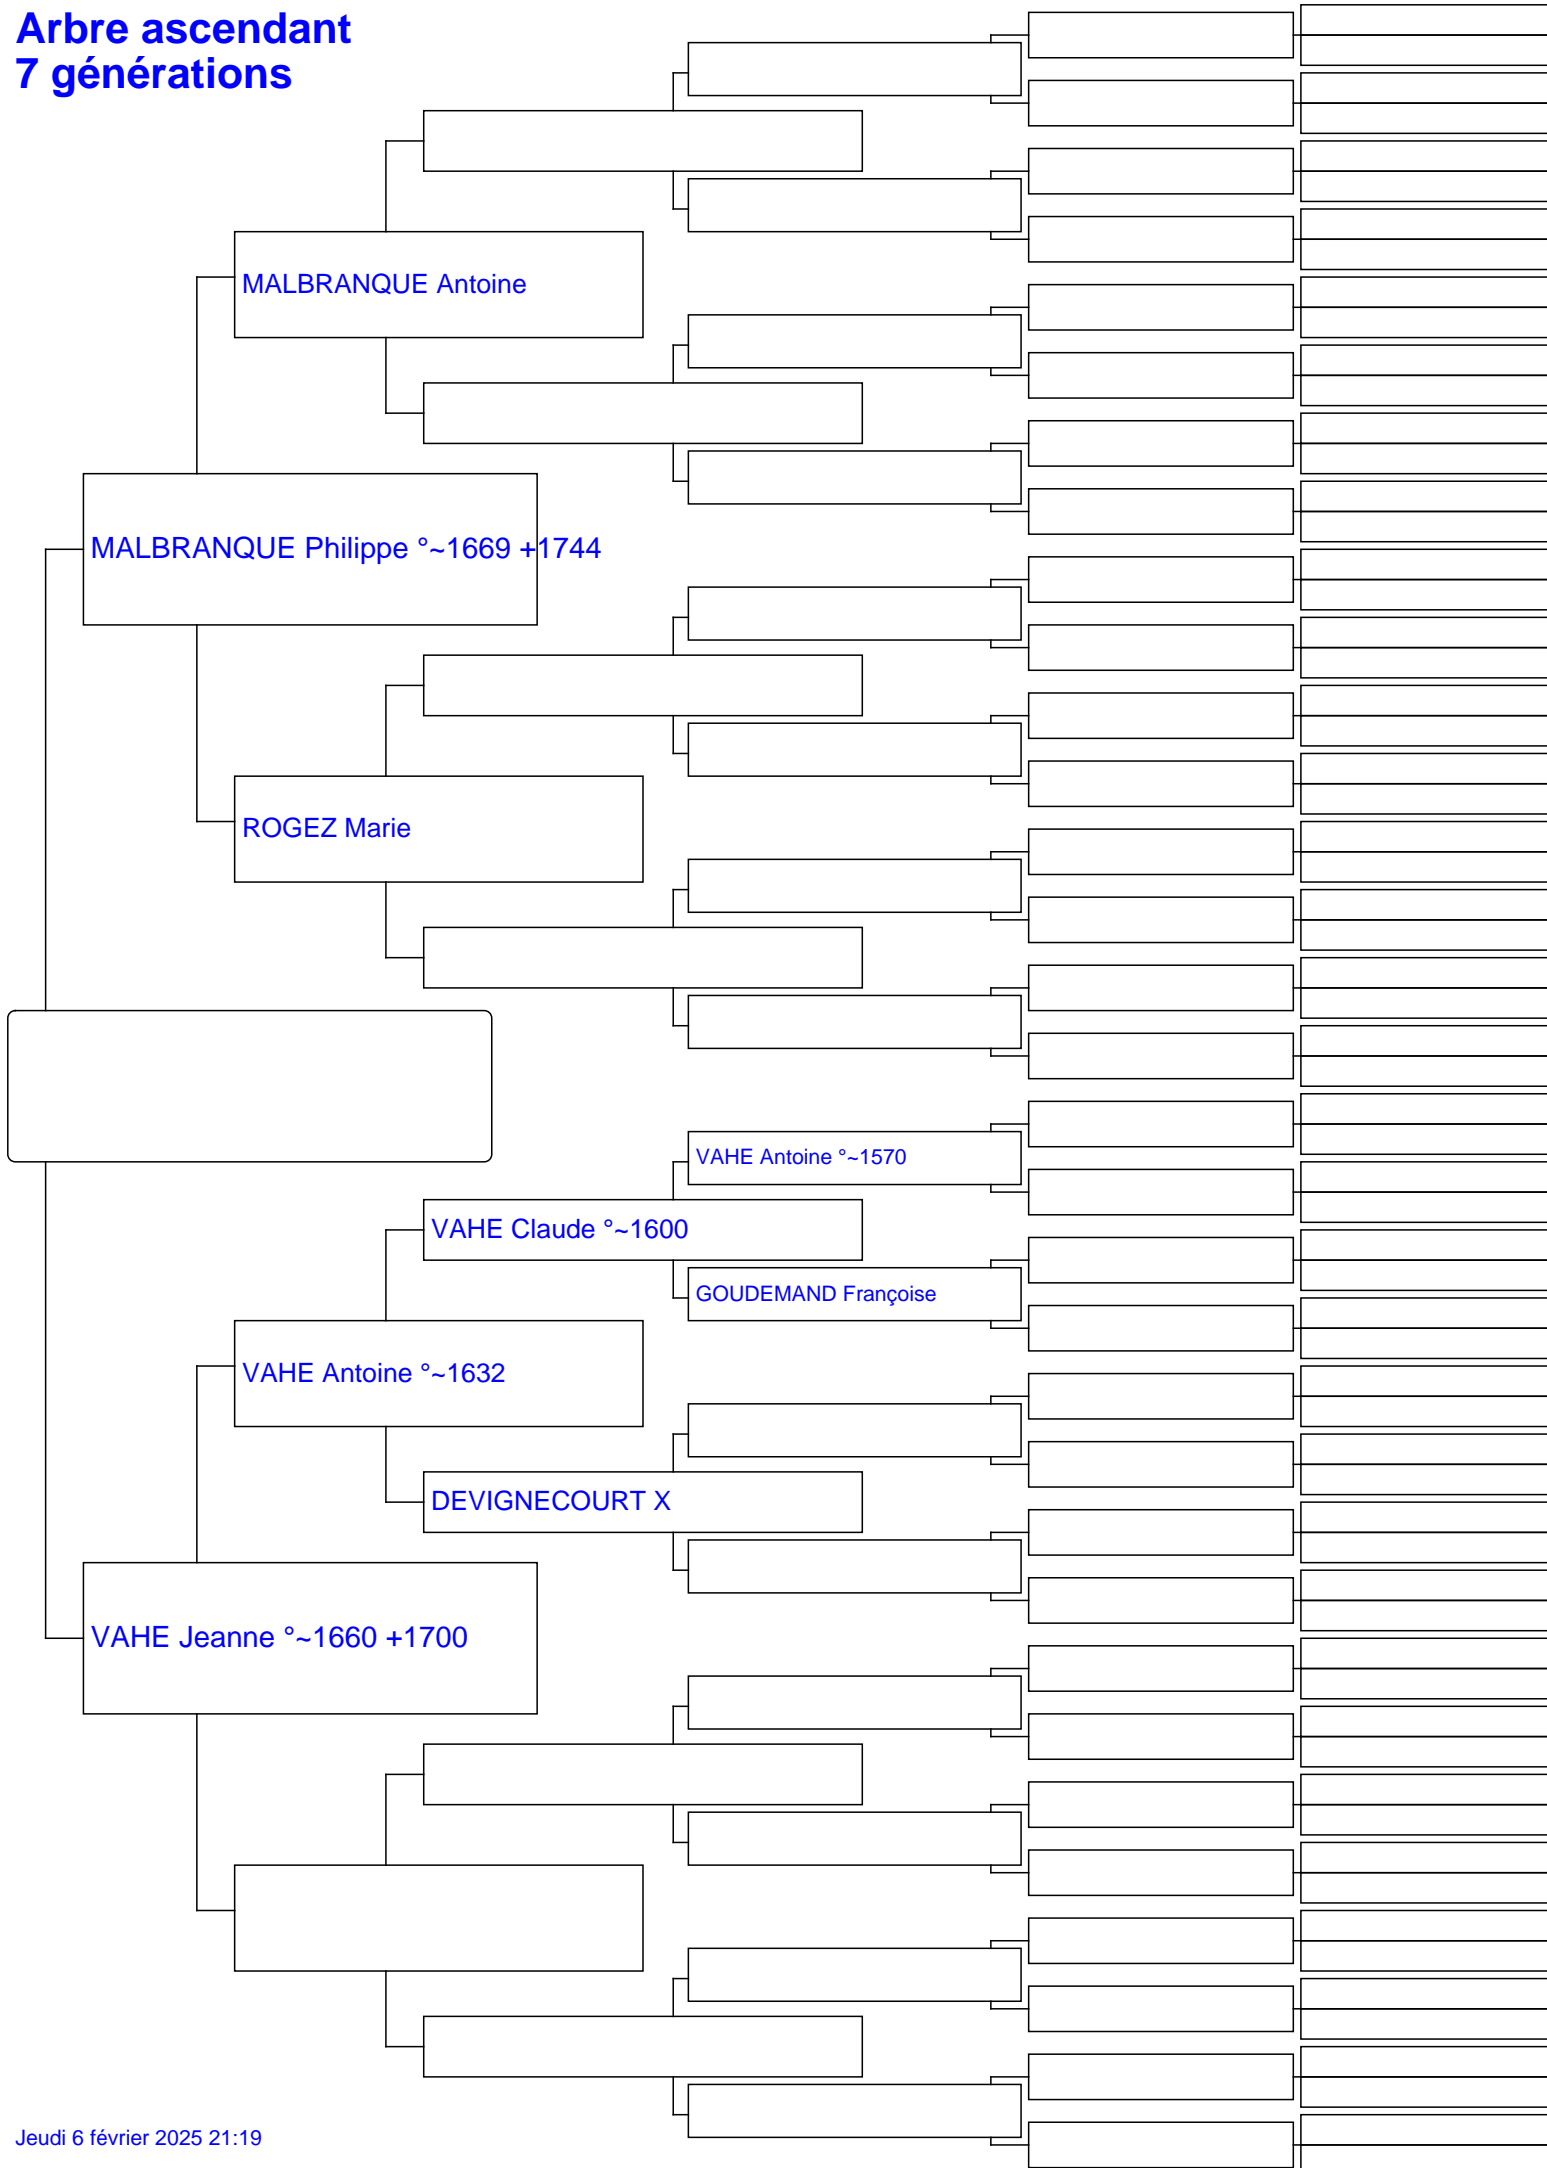 Arbre ascendant
7 générations
MALBRANQUE Antoine
MALBRANQUE Philippe °~1669 +1744
ROGEZ Marie
VAHE Antoine °~1570
VAHE Claude °~1600
GOUDEMAND Françoise
VAHE Antoine °~1632
DEVIGNECOURT X
VAHE Jeanne °~1660 +1700
Jeudi 6 février 2025 21:19